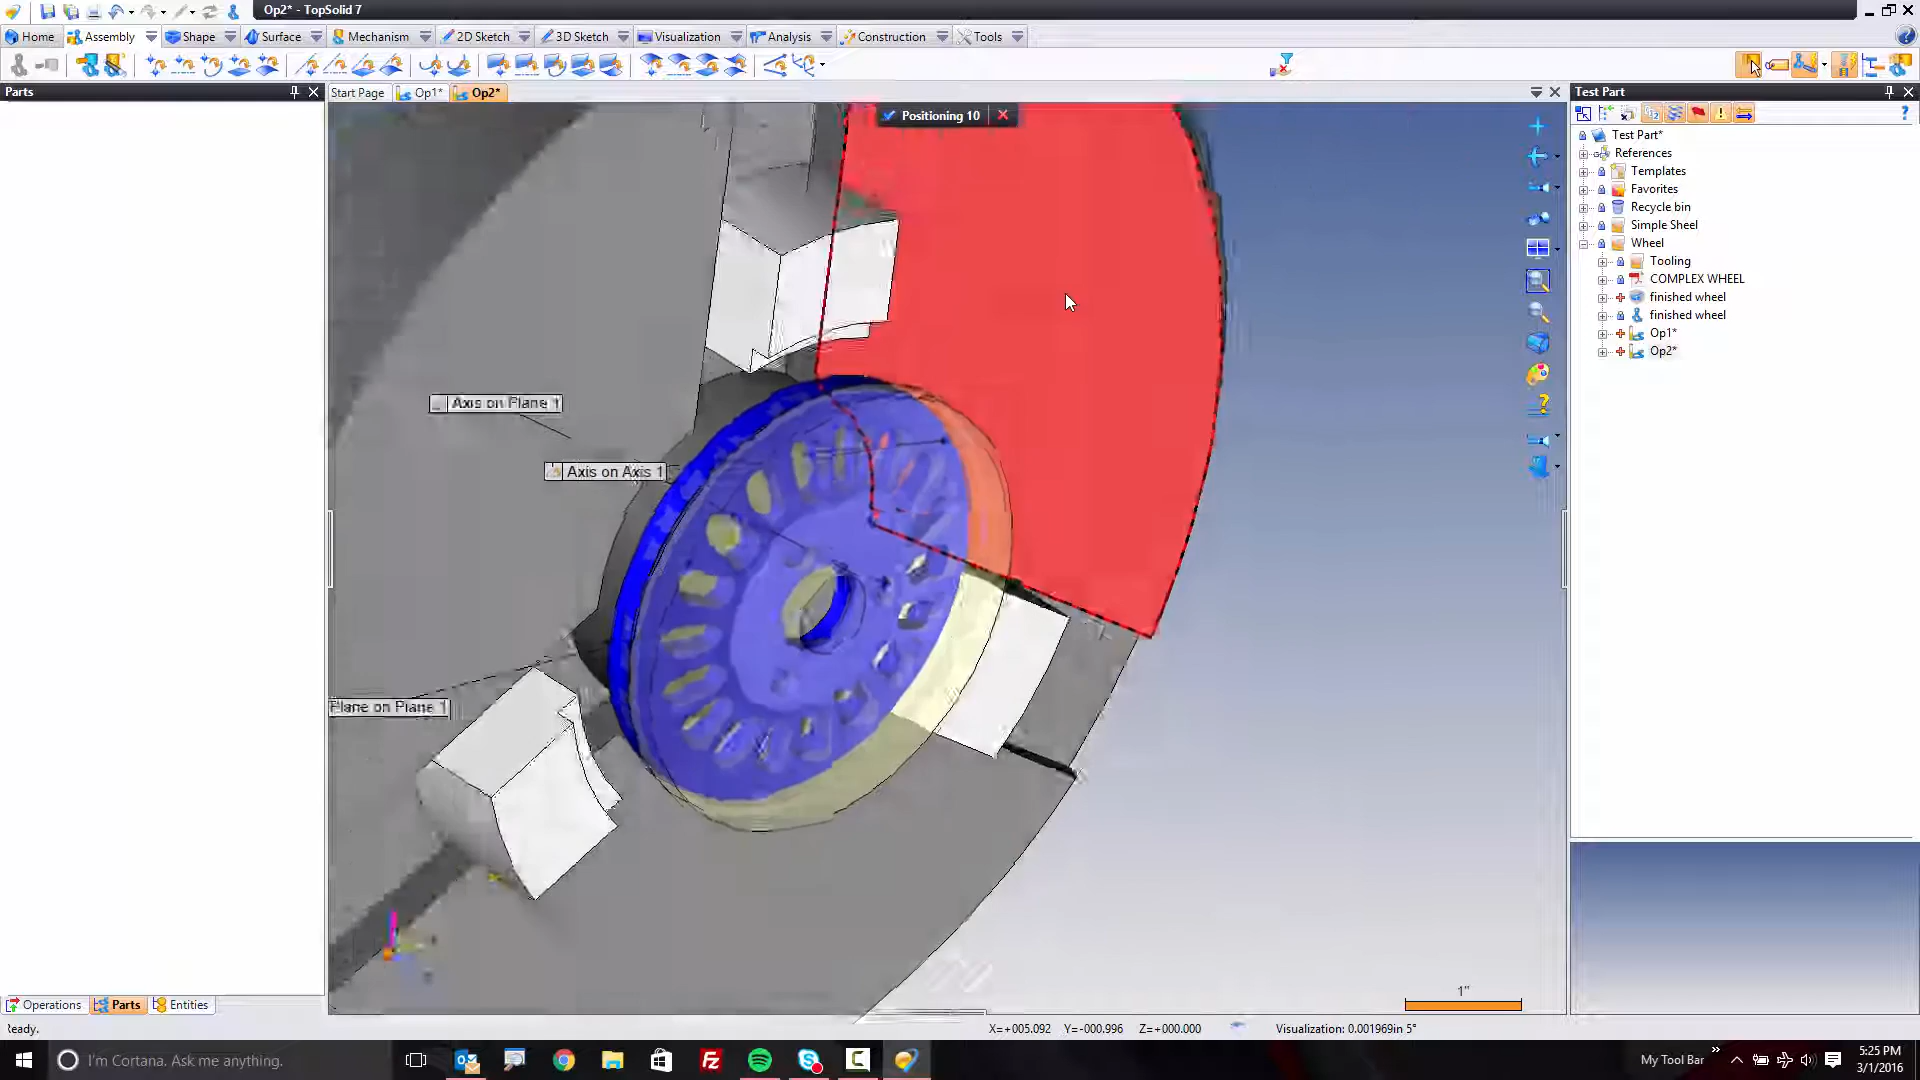 Op2* - TopSolid 7
Home Assembly Shape Surface Mechanism 2D Sketch 3D Sketch Visualization Analysis Construction Tools
Parts
Start Page Op1* Op2*
Test Part
Positioning 10
Test Part*
References
Templates
Favorites
Recycle bin
Simple Sheel
Wheel
Tooling
COMPLEX WHEEL
finished wheel
finished wheel
Op1*
Op2*
Axis on Plane 1
Axis on Axis 1
Plane on Plane 1
1"
Operations Parts Entities
Ready.
X=+005.092 Y=-000.996 Z=+000.000 Visualization: 0.001969in 5°
I'm Cortana. Ask me anything.
My Tool Bar
5:25 PM
3/1/2016